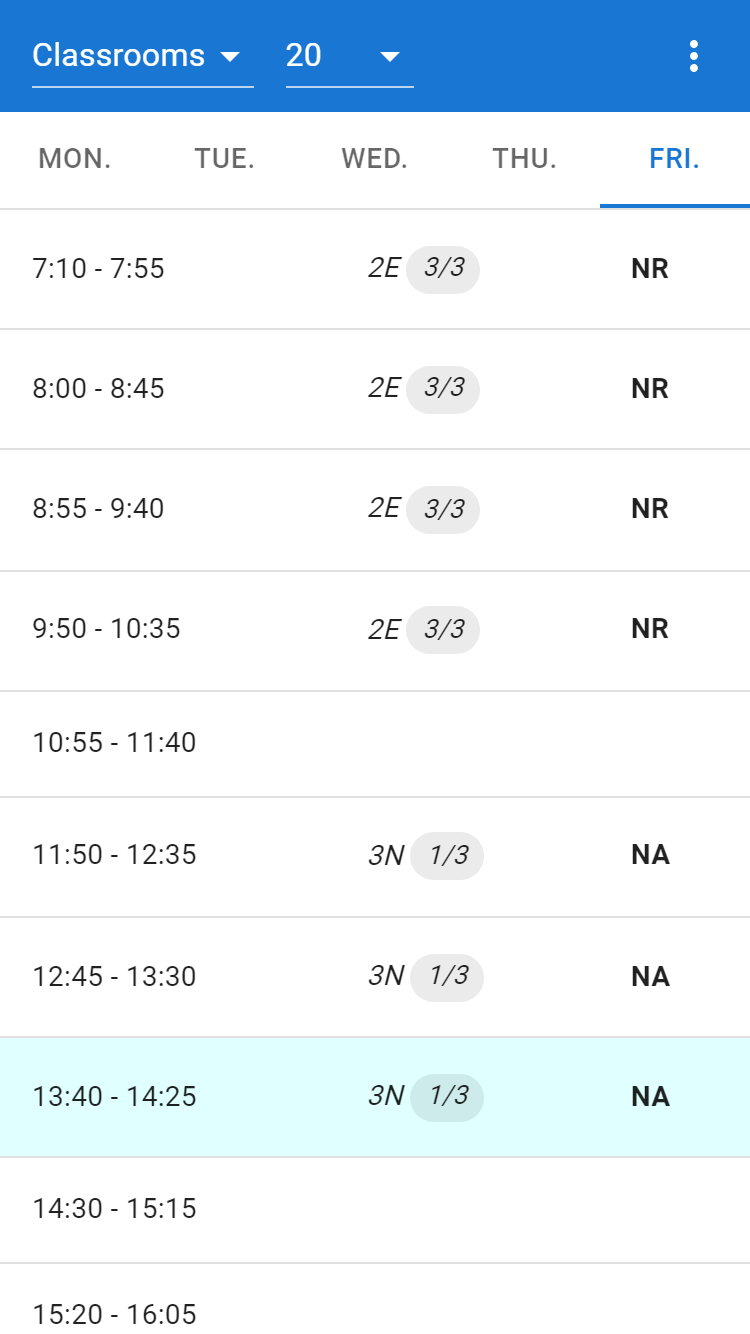 Classrooms 20
MON. TUE. WED. THU. FRI.
7:10 - 7:55 2E 3/3 NR
8:00 - 8:45 2E 3/3 NR
8:55 - 9:40 2E 3/3 NR
9:50 - 10:35 2E 3/3 NR
10:55 - 11:40
11:50 - 12:35 3N 1/3 NA
12:45 - 13:30 3N 1/3 NA
13:40 - 14:25 3N 1/3 NA
14:30 - 15:15
15:20 - 16:05